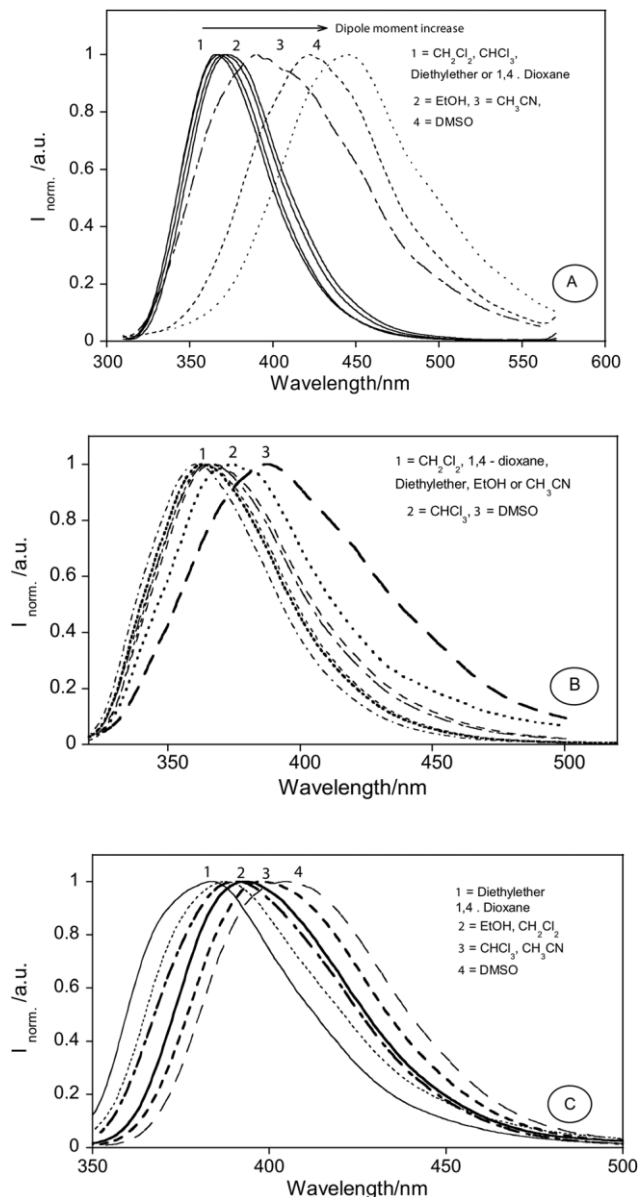 Dipole moment increase
1 2 3 4
1 = CH₂Cl₂, CHCl₃,
Diethylether or 1,4 . Dioxane
2 = EtOH, 3 = CH₃CN,
4 = DMSO
I norm. /a.u.
1
0.8
0.6
0.4
0.2
0
A
300 350 400 450 500 550 600
Wavelength/nm
1 2 3
1 = CH₂Cl₂, 1,4 - dioxane,
Diethylether, EtOH or CH₃CN
2 = CHCl₃, 3 = DMSO
I norm. /a.u.
1
0.8
0.6
0.4
0.2
0
B
350 400 450 500
Wavelength/nm
1 2 3 4
1 = Diethylether
1,4 . Dioxane
2 = EtOH, CH₂Cl₂
3 = CHCl₃, CH₃CN
4 = DMSO
I norm. /a.u.
1
0.8
0.6
0.4
0.2
0
C
350 400 450 500
Wavelength/nm